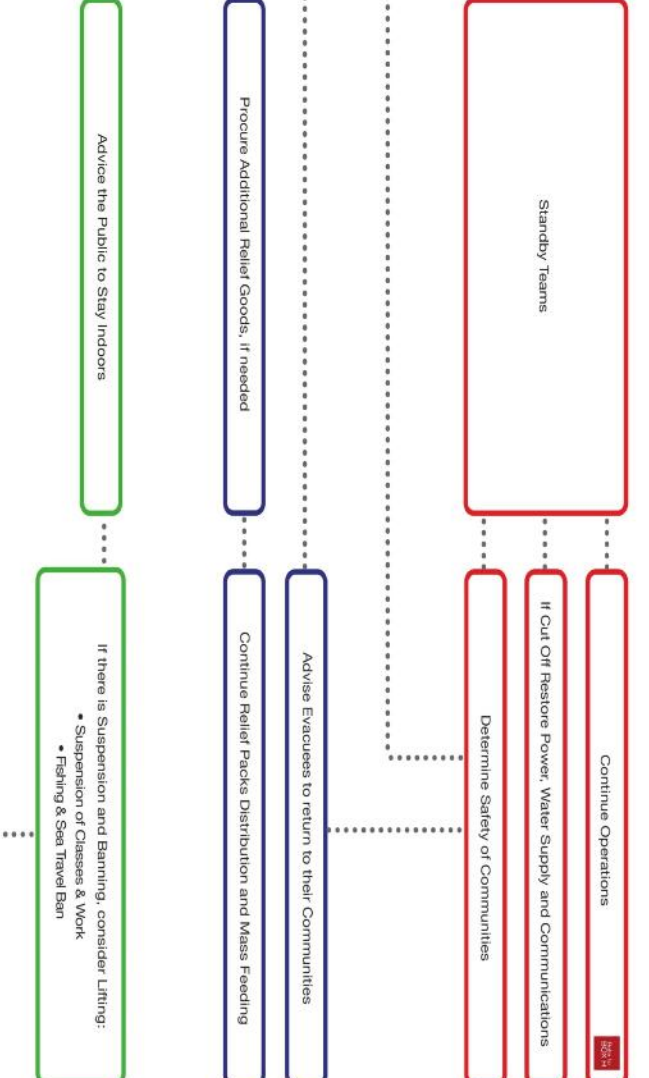 Standby Teams
Continue Operations
If Cut Off Restore Power, Water Supply and Communications
Determine Safety of Communities
Advise Evacuees to return to their Communities
Procure Additional Relief Goods, if needed
Continue Relief Packs Distribution and Mass Feeding
Advice the Public to Stay Indoors
If there is Suspension and Banning, consider Lifting:
• Suspension of Classes & Work
• Fishing & Sea Travel Ban